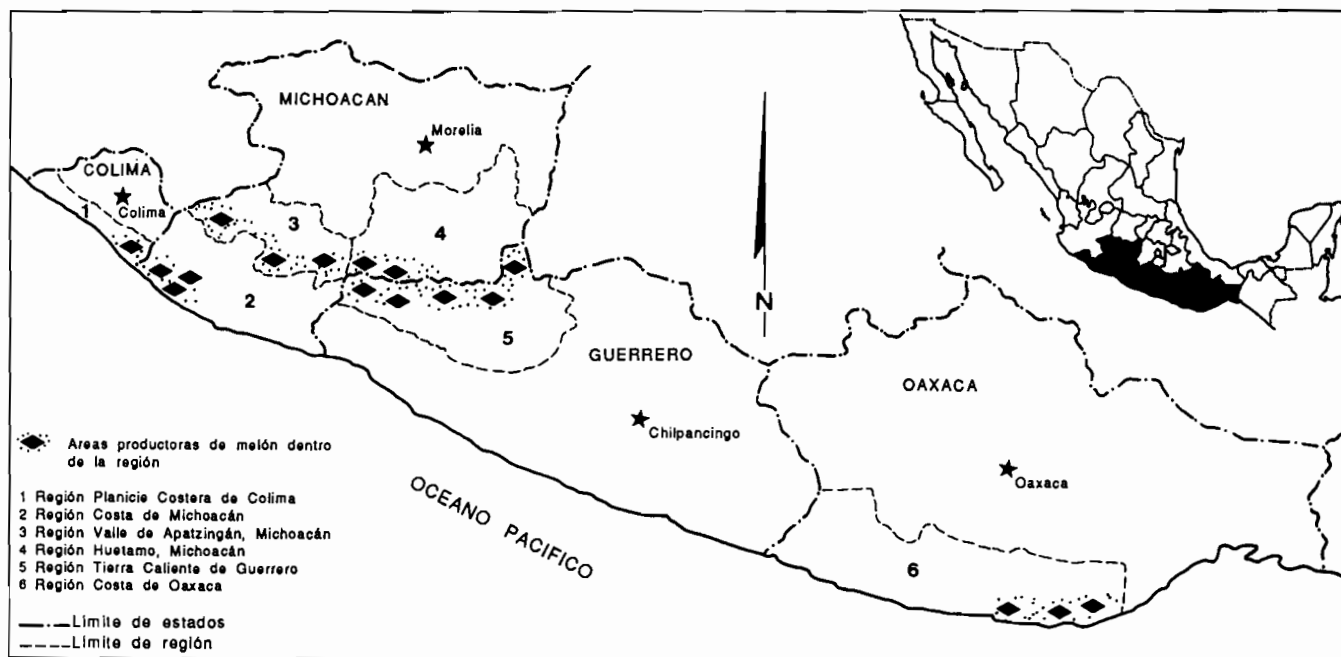 MICHOACAN
Morelia
COLIMA
Colima
1
3
4
2
5
N
GUERRERO
Chilpancingo
OAXACA
Oaxaca
6
OCEANO PACIFICO
Areas productoras de melón dentro
de la región
1 Región Planicie Costera de Colima
2 Región Costa de Michoacán
3 Región Valle de Apatzingán, Michoacán
4 Región Huetamo, Michoacán
5 Región Tierra Caliente de Guerrero
6 Región Costa de Oaxaca
Límite de estados
Límite de región